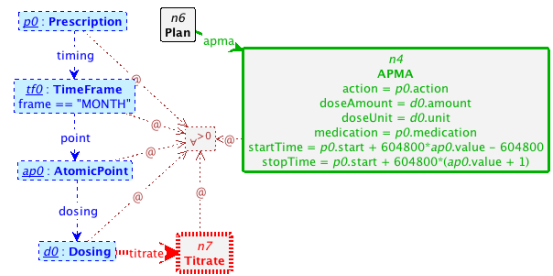 p0 : Prescription
n6
Plan
apma
timing
n4
APMA
action = p0.action
doseAmount = d0.amount
doseUnit = d0.unit
medication = p0.medication
startTime = p0.start + 604800*ap0.value − 604800
stopTime = p0.start + 604800*(ap0.value + 1)
@
tf0 : TimeFrame
frame == "MONTH"
@
∀>0
@
point
@
ap0 : AtomicPoint
dosing
@
@
d0 : Dosing
titrate
n7
Titrate